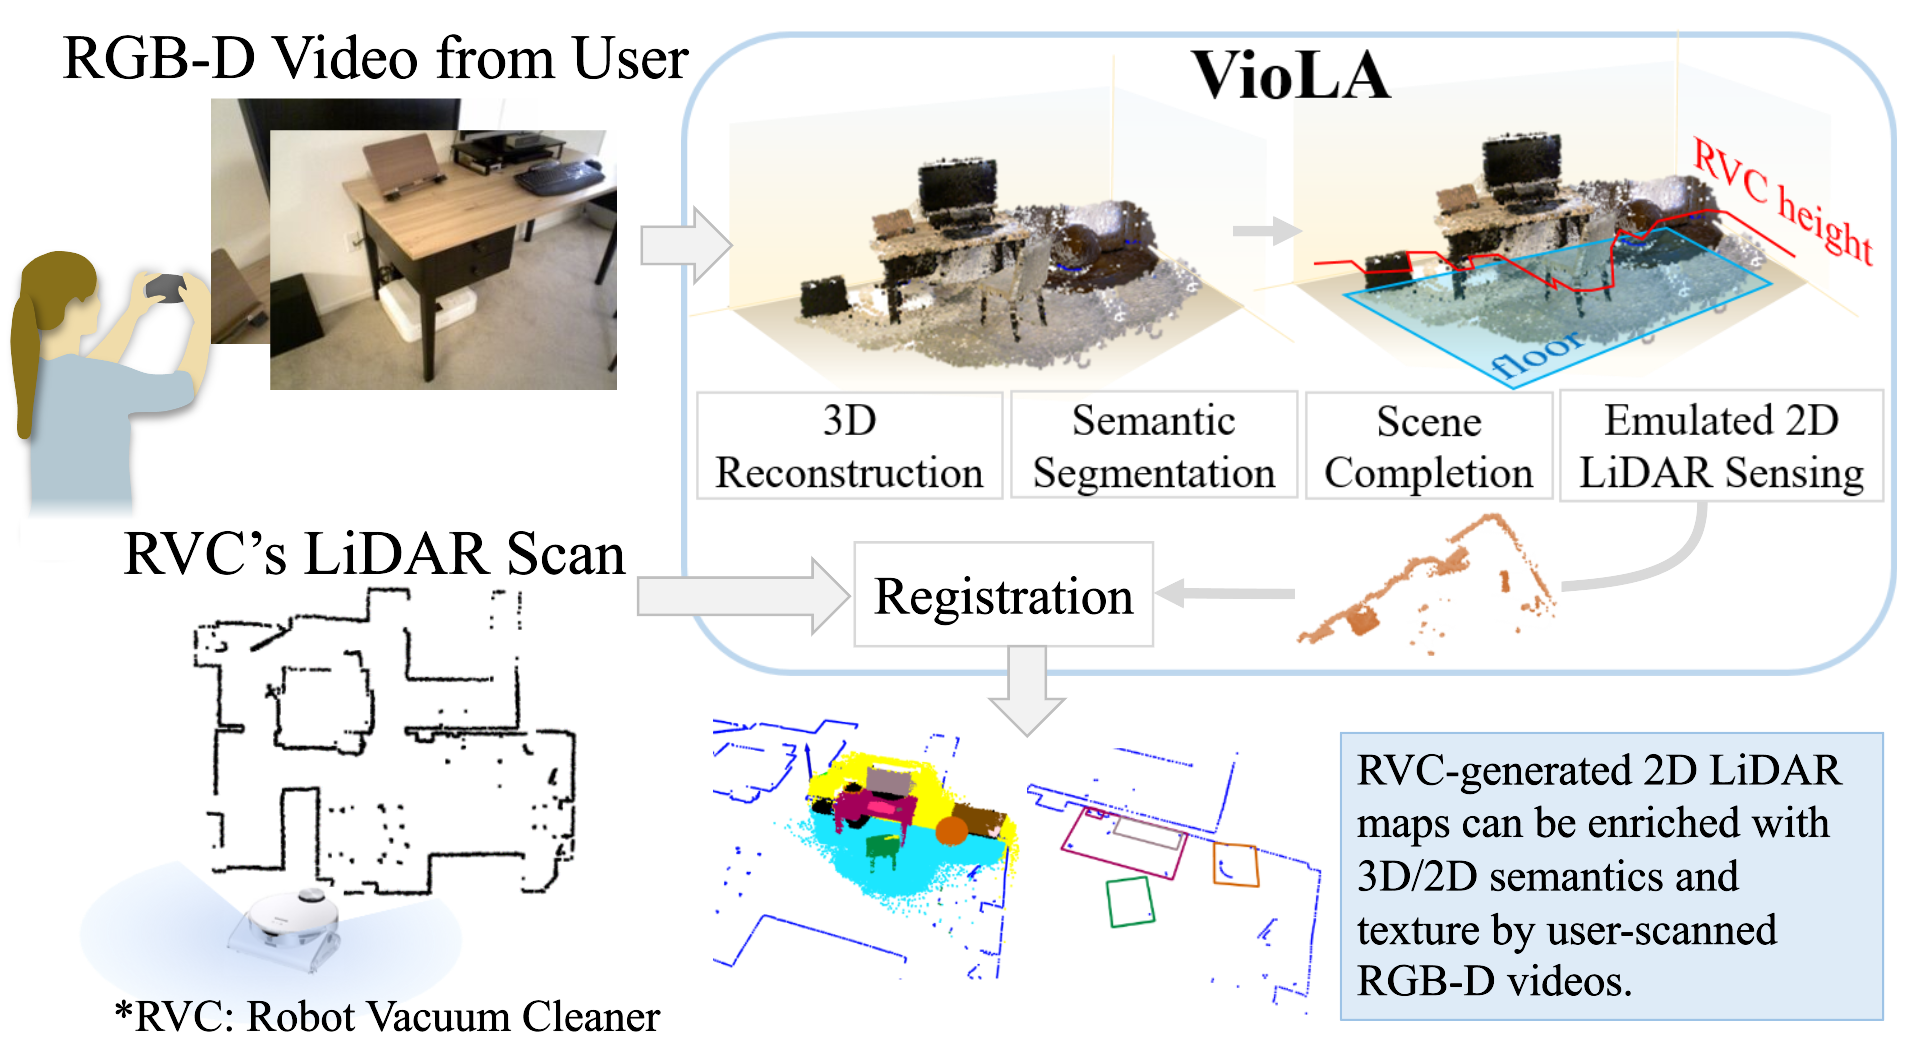 RGB-D Video from User
VioLA
RVC height
floor
3D
Reconstruction
Semantic
Segmentation
Scene
Completion
Emulated 2D
LiDAR Sensing
RVC's LiDAR Scan
Registration
RVC-generated 2D LiDAR
maps can be enriched with
3D/2D semantics and
texture by user-scanned
RGB-D videos.
*RVC: Robot Vacuum Cleaner